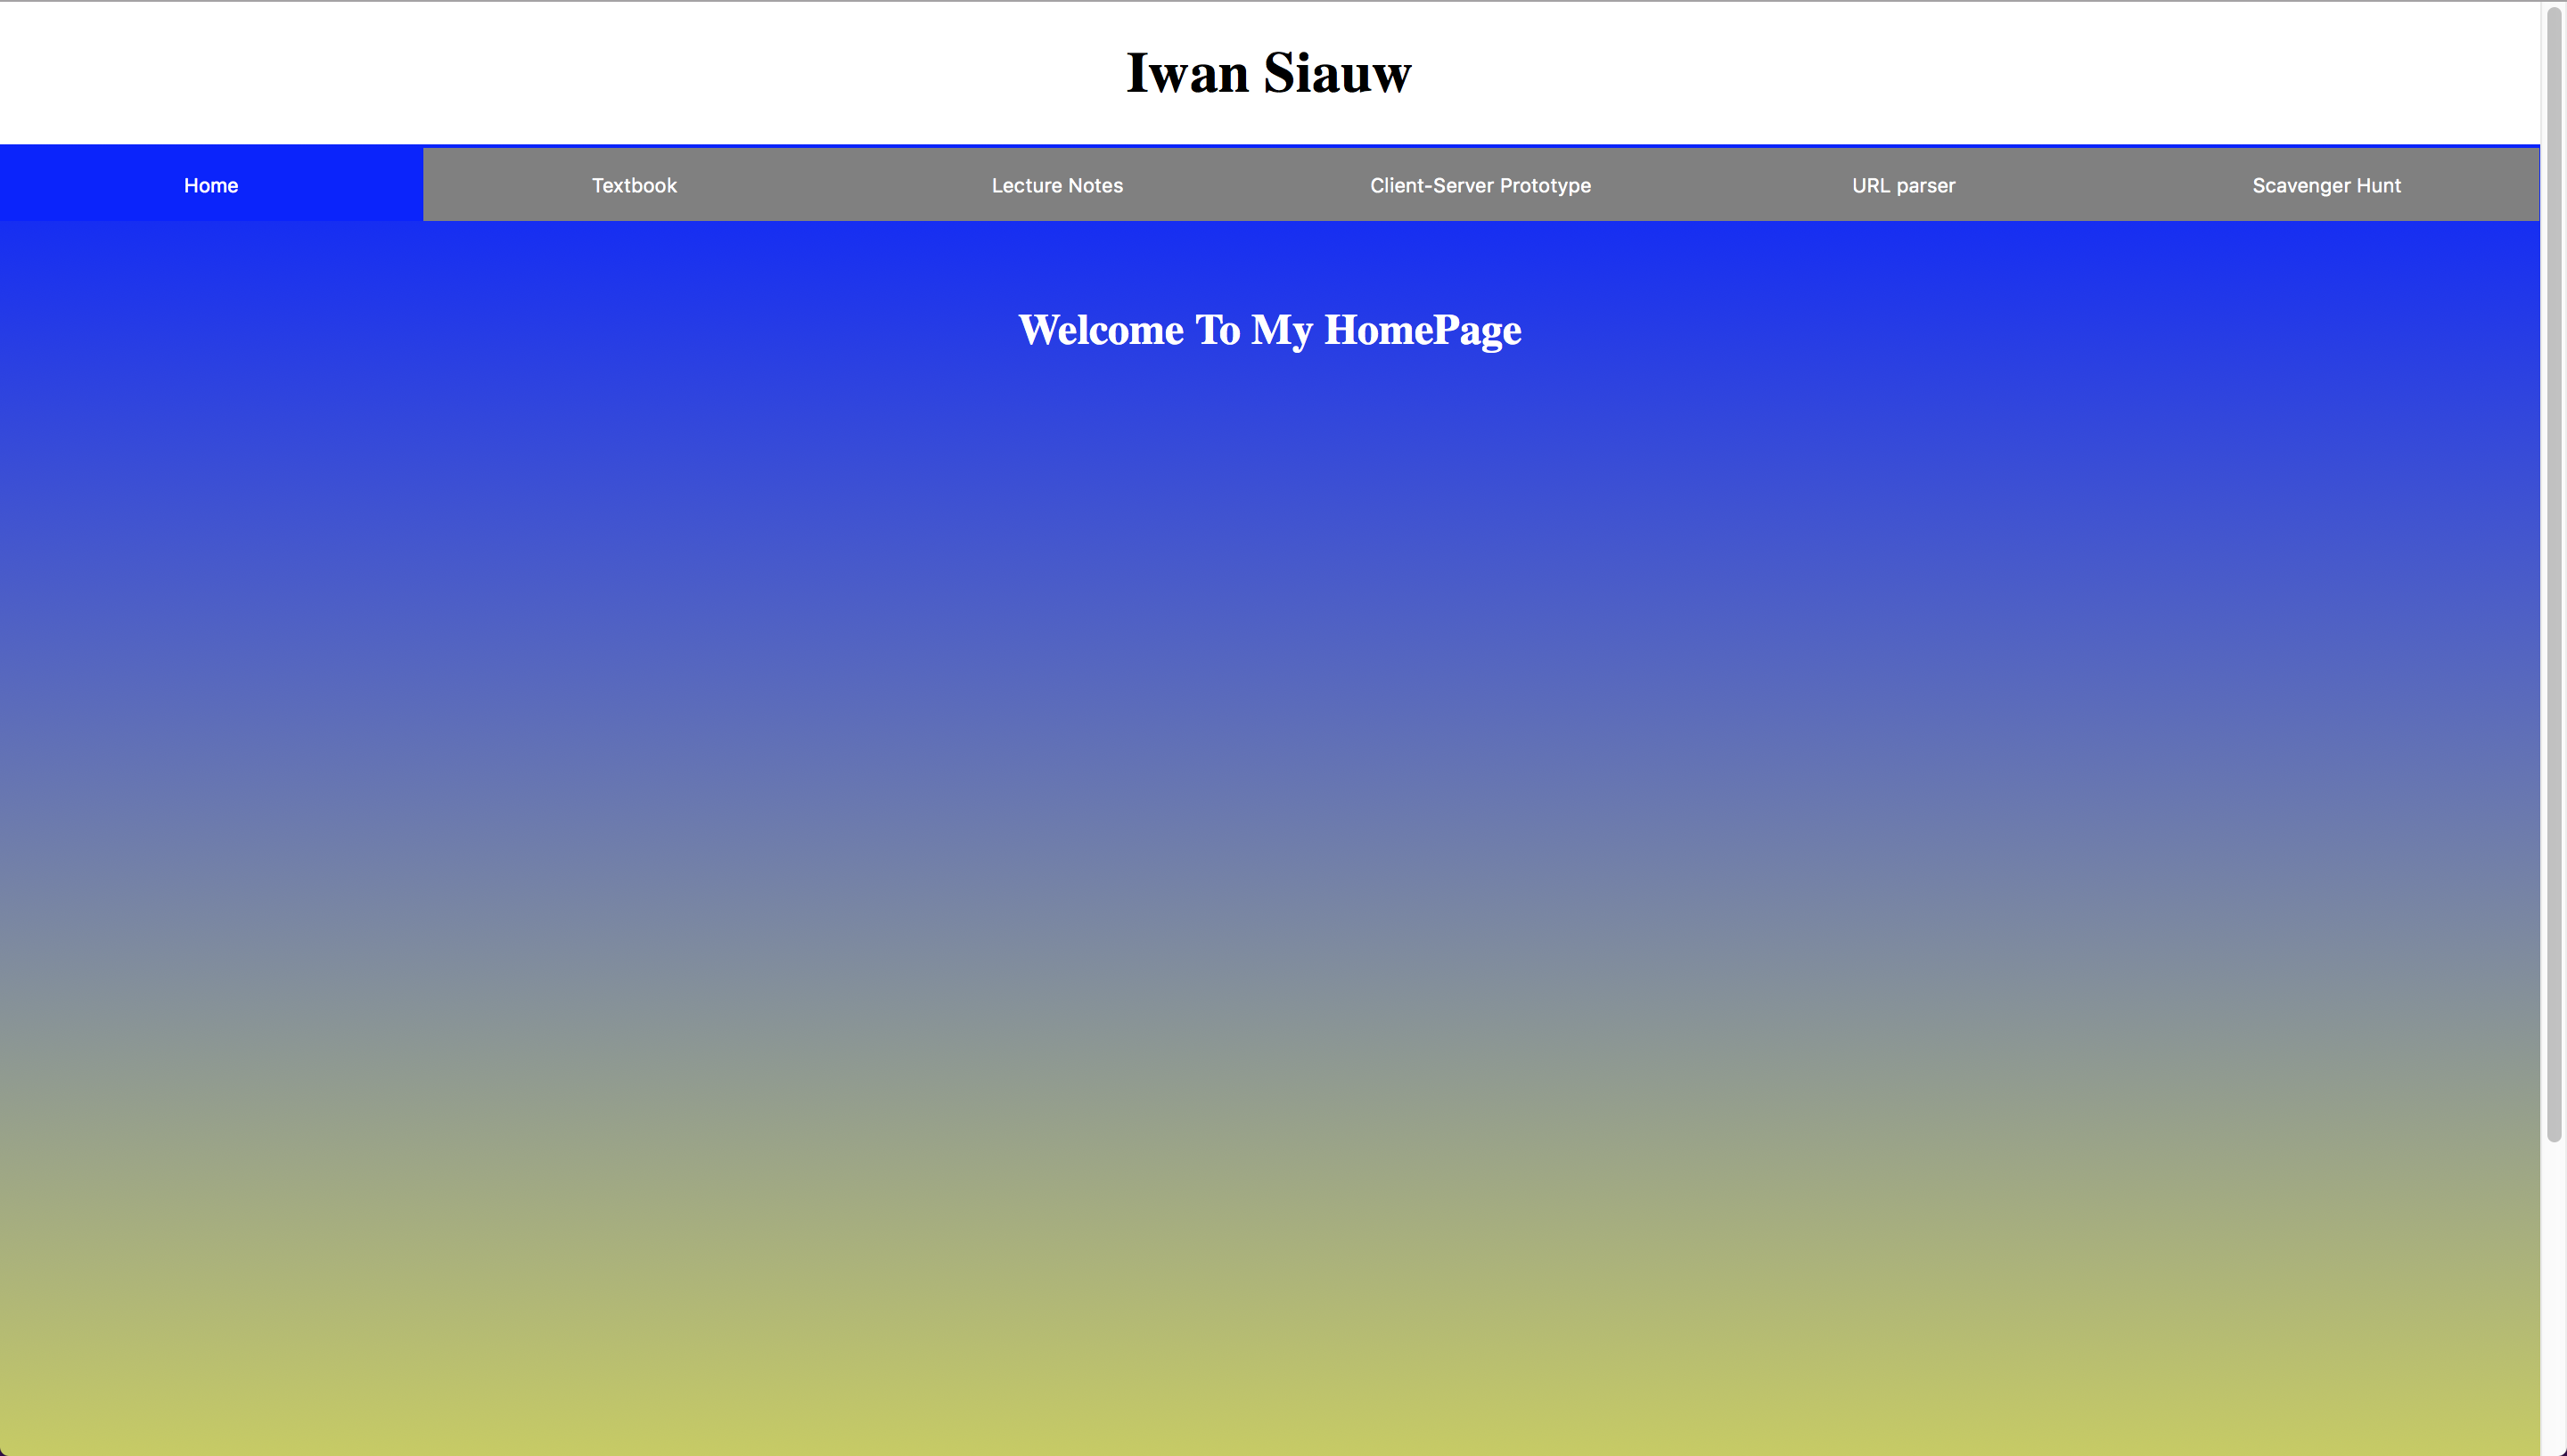 Iwan Siauw
Home Textbook Lecture Notes Client-Server Prototype URL parser Scavenger Hunt
Welcome To My HomePage